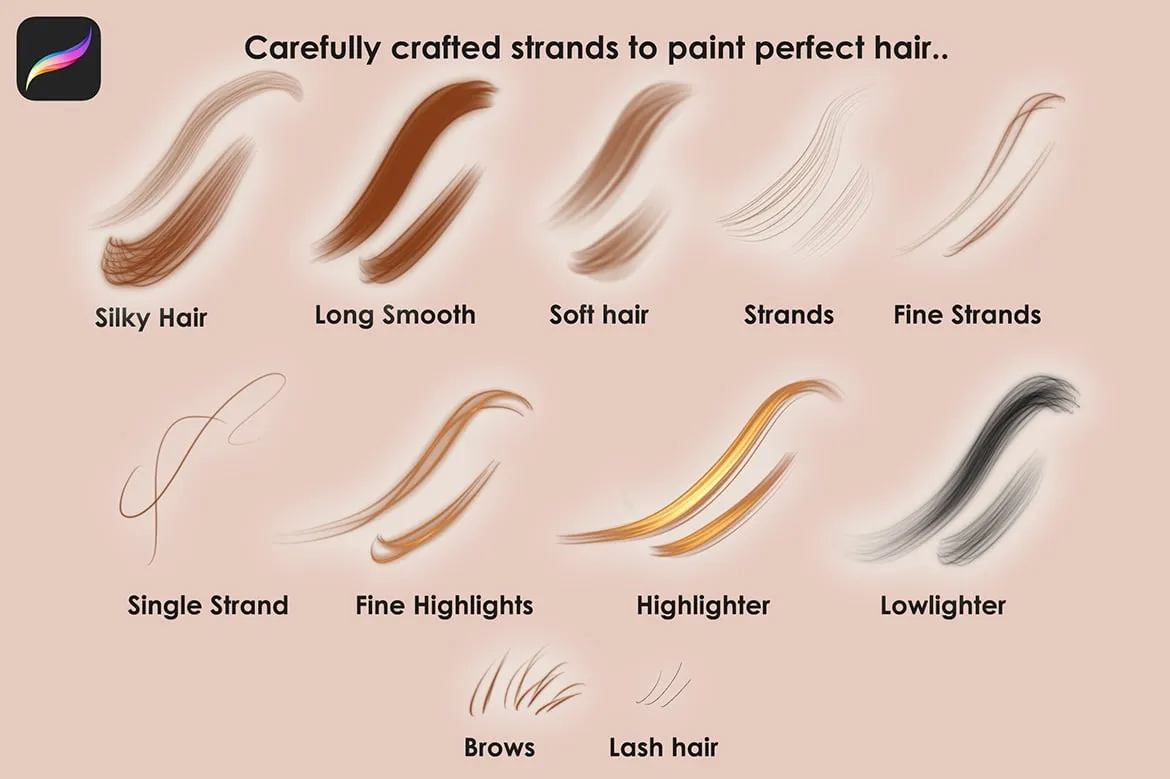 Carefully crafted strands to paint perfect hair..
Silky Hair
Long Smooth
Soft hair
Strands
Fine Strands
Single Strand
Fine Highlights
Highlighter
Lowlighter
Brows
Lash hair